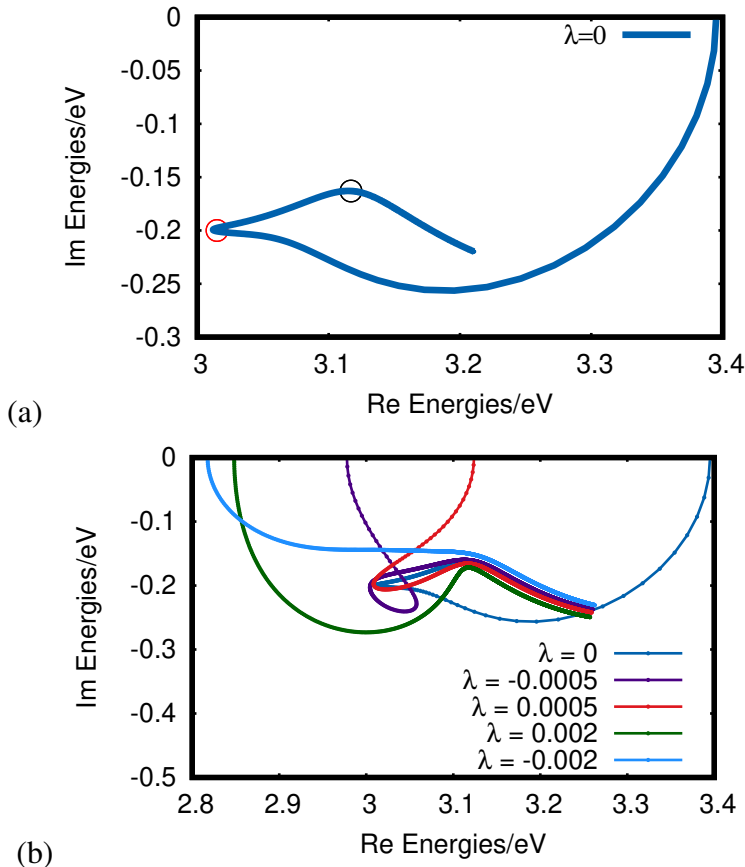 0
λ=0
-0.05
-0.1
-0.15
-0.2
-0.25
-0.3
Im Energies/eV
3 3.1 3.2 3.3 3.4
Re Energies/eV
(a)
0
-0.1
-0.2
-0.3
-0.4
-0.5
Im Energies/eV
λ = 0
λ = -0.0005
λ = 0.0005
λ = 0.002
λ = -0.002
2.8 2.9 3 3.1 3.2 3.3 3.4
Re Energies/eV
(b)